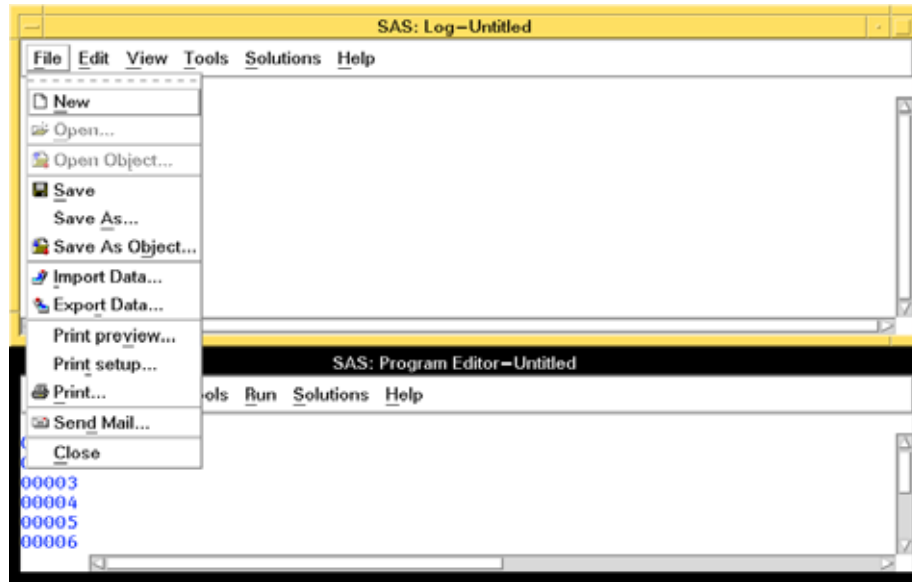 SAS: Log−Untitled
File Edit View Tools Solutions Help
New
Open...
Open Object...
Save
Save As...
Save As Object...
Import Data...
Export Data...
Print preview...
Print setup...
Print...
Send Mail...
Close
SAS: Program Editor−Untitled
Run Solutions Help
00003
00004
00005
00006